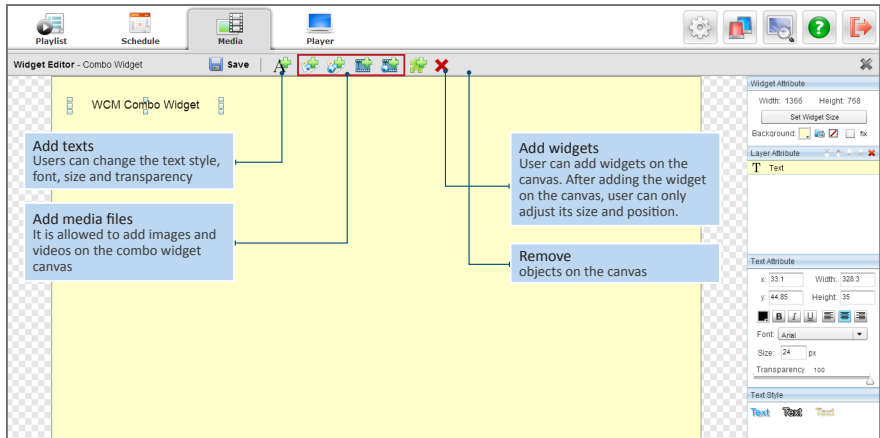 Playlist
Schedule
Media
Player
Widget Editor - Combo Widget
Save
WCM Combo Widget
Add texts
Users can change the text style,
font, size and transparency
Add media files
It is allowed to add images and
videos on the combo widget
canvas
Add widgets
User can add widgets on the
canvas. After adding the widget
on the canvas, user can only
adjust its size and position.
Remove
objects on the canvas
Widget Attribute
Width: 1366 Height: 768
Set Widget Size
Background: fix
Layer Attribute
T Text
Text Attribute
x: 33.1 Width: 328.3
y: 44.85 Height: 35
B I U
Font: Arial
Size: 24 px
Transparency 100
Text Style
Text Text Text